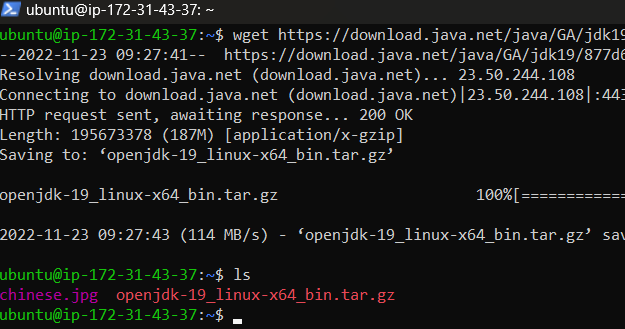 ubuntu@ip-172-31-43-37: ~
ubuntu@ip-172-31-43-37:~$ wget https://download.java.net/java/GA/jdk19
--2022-11-23 09:27:41-- https://download.java.net/java/GA/jdk19/877d6
Resolving download.java.net (download.java.net)... 23.50.244.108
Connecting to download.java.net (download.java.net)|23.50.244.108|:443
HTTP request sent, awaiting response... 200 OK
Length: 195673378 (187M) [application/x-gzip]
Saving to: ‘openjdk-19_linux-x64_bin.tar.gz’
openjdk-19_linux-x64_bin.tar.gz 100%[============
2022-11-23 09:27:43 (114 MB/s) - ‘openjdk-19_linux-x64_bin.tar.gz’ sav
ubuntu@ip-172-31-43-37:~$ ls
chinese.jpg openjdk-19_linux-x64_bin.tar.gz
ubuntu@ip-172-31-43-37:~$